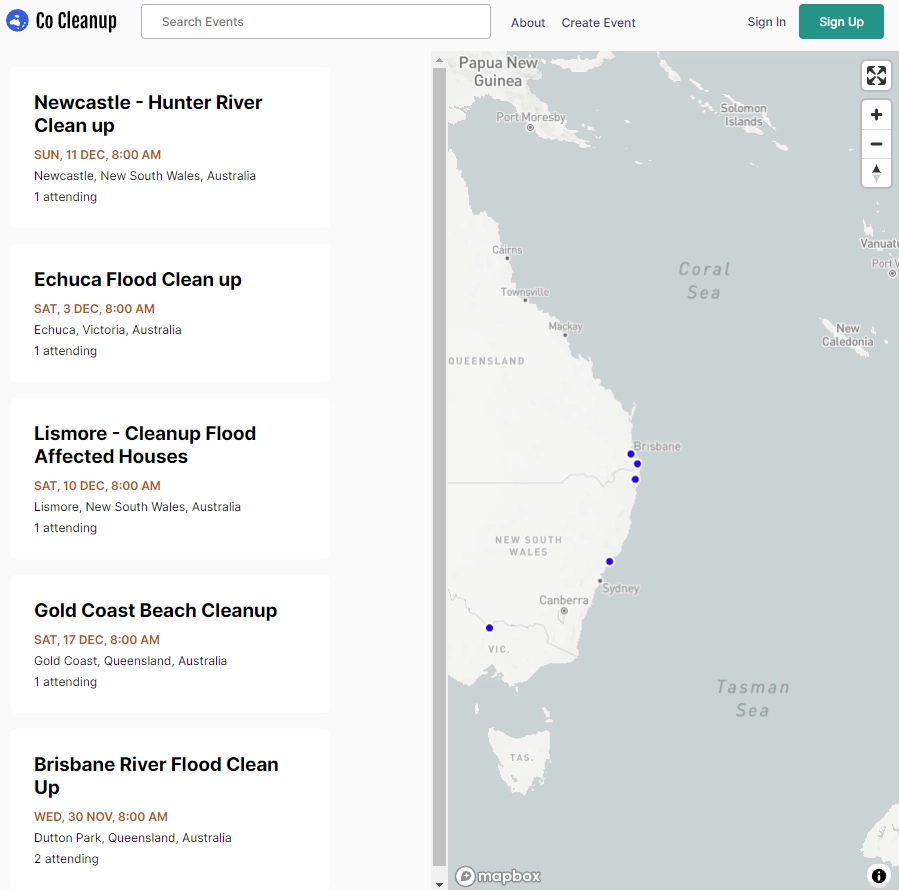 Co Cleanup
Search Events
About
Create Event
Sign In
Sign Up
Newcastle - Hunter River
Clean up
SUN, 11 DEC, 8:00 AM
Newcastle, New South Wales, Australia
1 attending
Echuca Flood Clean up
SAT, 3 DEC, 8:00 AM
Echuca, Victoria, Australia
1 attending
Lismore - Cleanup Flood
Affected Houses
SAT, 10 DEC, 8:00 AM
Lismore, New South Wales, Australia
1 attending
Gold Coast Beach Cleanup
SAT, 17 DEC, 8:00 AM
Gold Coast, Queensland, Australia
1 attending
Brisbane River Flood Clean
Up
WED, 30 NOV, 8:00 AM
Dutton Park, Queensland, Australia
2 attending
Papua New
Guinea
Port Moresby
Solomon
Islands
Cairns
Townsville
Mackay
QUEENSLAND
Coral
Sea
Vanuatu
Port V
New
Caledonia
Brisbane
NEW SOUTH
WALES
Sydney
Canberra
VIC.
Tasman
Sea
TAS.
mapbox